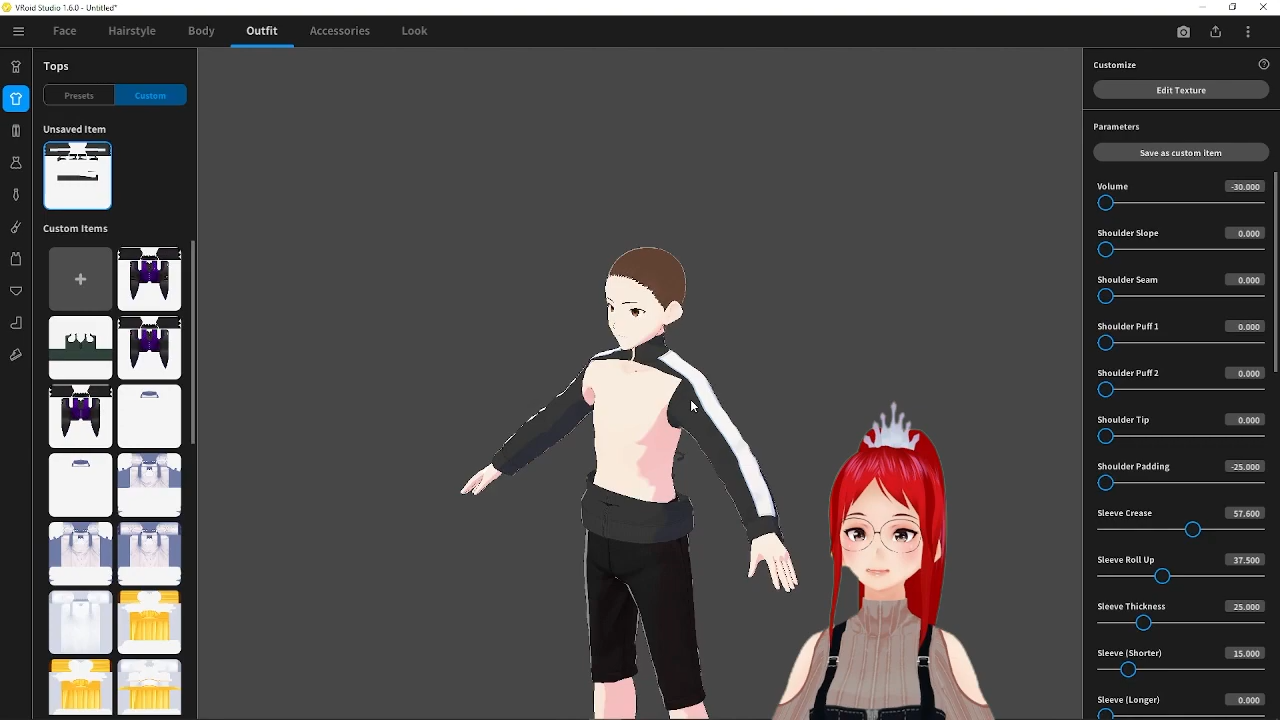 VRoid Studio 1.6.0 - Untitled*
Face Hairstyle Body Outfit Accessories Look
Tops
Presets Custom
Unsaved Item
Custom Items
Customize
Edit Texture
Parameters
Save as custom item
Volume -30.000
Shoulder Slope 0.000
Shoulder Seam 0.000
Shoulder Puff 1 0.000
Shoulder Puff 2 0.000
Shoulder Tip 0.000
Shoulder Padding -25.000
Sleeve Crease 57.600
Sleeve Roll Up 37.500
Sleeve Thickness 25.000
Sleeve (Shorter) 15.000
Sleeve (Longer) 0.000